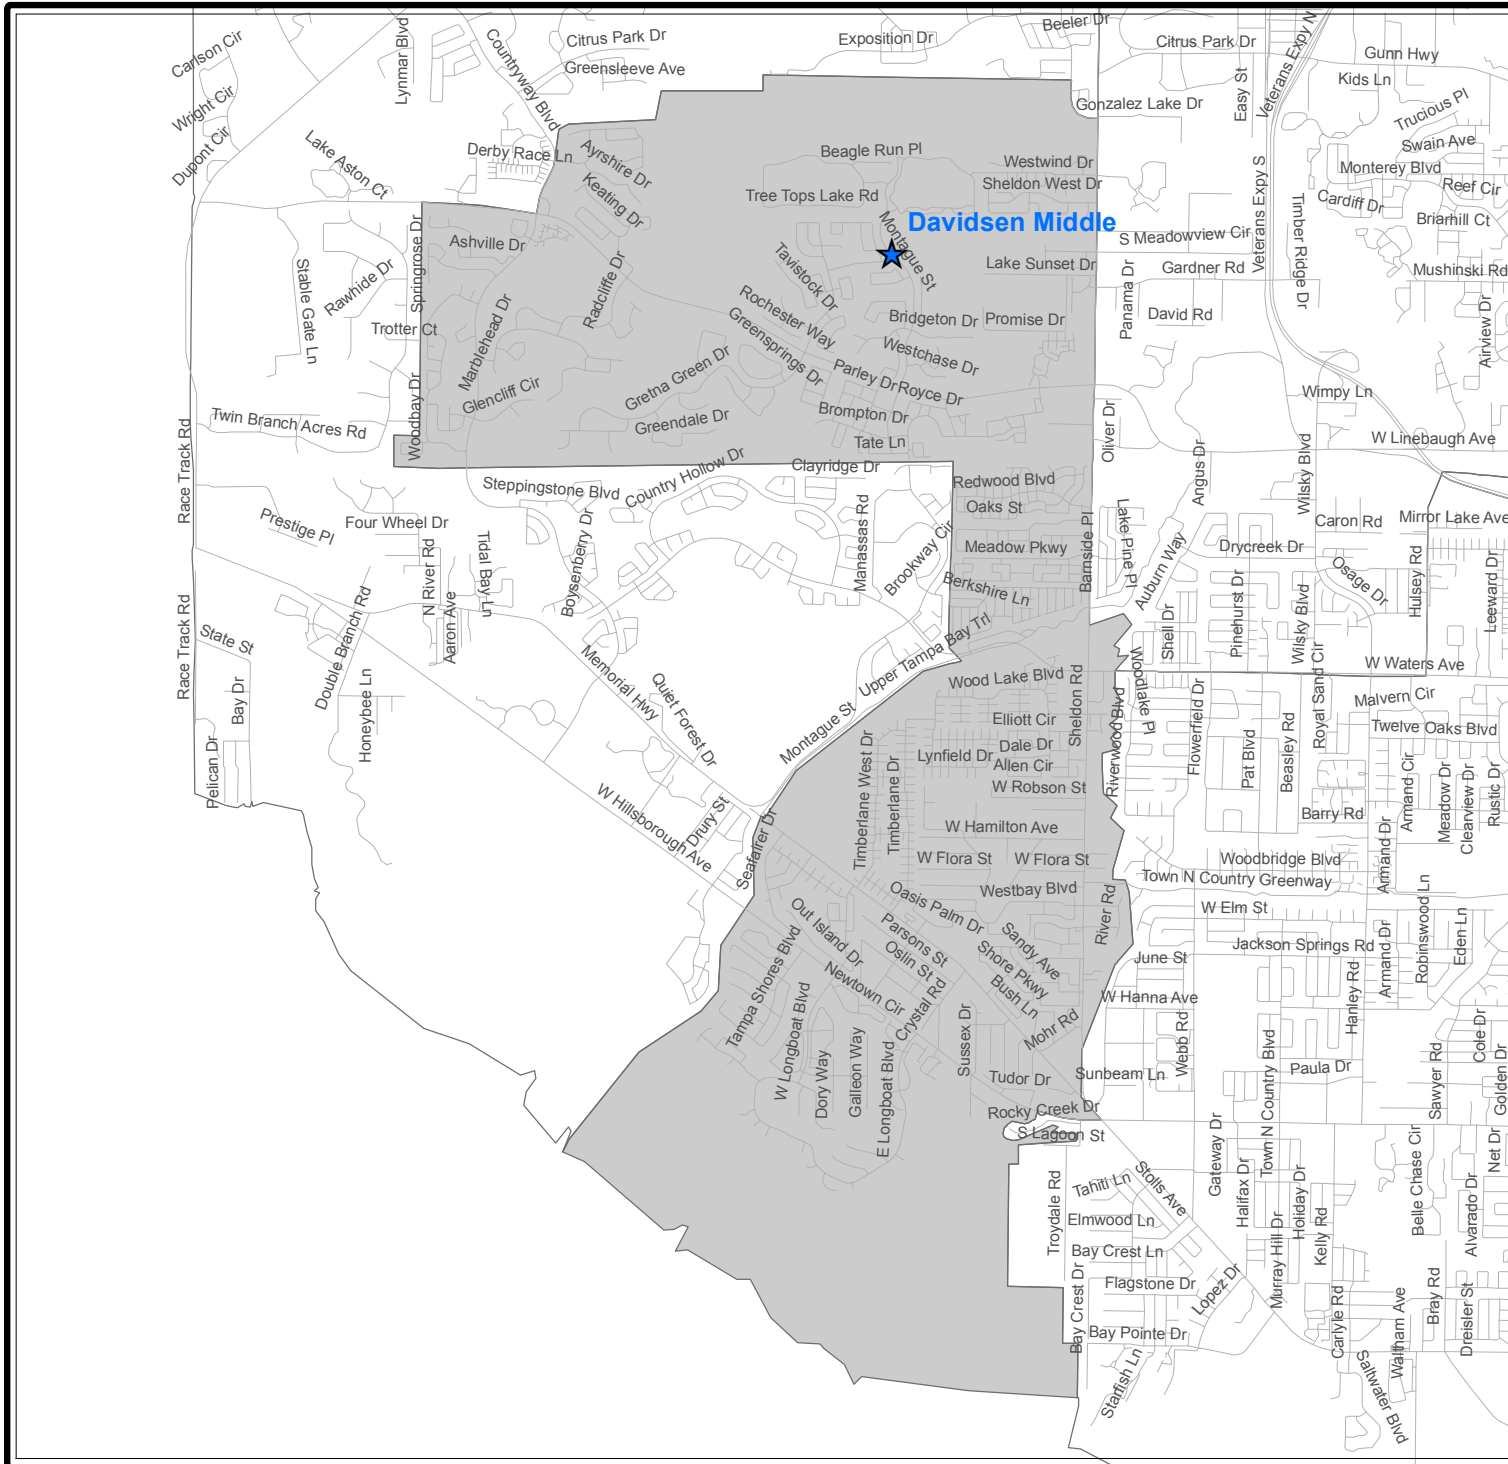 Carlson Cir
Lynmar Blvd
Countryway Blvd
Citrus Park Dr
Greensleeve Ave
Exposition Dr
Beeler Dr
Citrus Park Dr
Easy St
Veterans Expy N
Gunn Hwy
Kids Ln
Trucious Pl
Wright Cir
Dupont Cir
Lake Aston Ct
Derby Race Ln
Ayrshire Dr
Keating Dr
Beagle Run Pl
Tree Tops Lake Rd
Gonzalez Lake Dr
Westwind Dr
Sheldon West Dr
Swain Ave
Monterey Blvd
Reef Cir
Cardiff Dr
Briarhill Ct
Veterans Expy S
Timber Ridge Dr
Davidsen Middle
Montague St
S Meadowview Cir
Gardner Rd
Mushinski Rd
Stable Gate Ln
Rawhide Dr
Springrose Dr
Ashville Dr
Radcliffe Dr
Tavistock Dr
Lake Sunset Dr
Panama Dr
David Rd
Airview Dr
Trotter Ct
Marblehead Dr
Rochester Way
Greensprings Dr
Bridgeton Dr
Promise Dr
Westchase Dr
Woodbay Dr
Glencliff Cir
Gretna Green Dr
Greendale Dr
Parley Dr
Royce Dr
Brompton Dr
Tate Ln
Wimpy Ln
Oliver Dr
W Linebaugh Ave
Race Track Rd
Twin Branch Acres Rd
Steppingstone Blvd
Country Hollow Dr
Clayridge Dr
Redwood Blvd
Oaks St
Angus Dr
Wilsky Blvd
Caron Rd
Mirror Lake Ave
Prestige Pl
Four Wheel Dr
N River Rd
Tidal Bay Ln
Boysenberry Dr
Manassas Rd
Brookway Cir
Meadow Pkwy
Barnside Pl
Lake Pine Pl
Auburn Way
Drycreek Dr
Osage Dr
Hulsey Rd
Leeward Dr
Race Track Rd
State St
Double Branch Rd
Aaron Ave
Berkshire Ln
Upper Tampa Bay Trl
Shell Dr
Pinehurst Dr
Wilsky Blvd
Royal Sand Cir
W Waters Ave
Bay Dr
Honeybee Ln
Memorial Hwy
Quiet Forest Dr
Montague St
Wood Lake Blvd
Sheldon Rd
Riverwood Blvd
Woodlake Pl
Flowerfield Dr
Malvern Cir
Twelve Oaks Blvd
Pelican Dr
Elliott Cir
Lynfield Dr
Dale Dr
Allen Cir
Timberlane West Dr
Timberlane Dr
Pat Blvd
Beasley Rd
Armand Cir
Meadow Dr
Clearview Dr
Rustic Dr
W Hillsborough Ave
Drury St
Seafairer Dr
W Robson St
W Hamilton Ave
Barry Rd
Armand Dr
W Flora St
W Flora St
Woodbridge Blvd
Town N Country Greenway
Westbay Blvd
Oasis Palm Dr
River Rd
W Elm St
Out Island Dr
Parsons St
Oslin St
Sandy Ave
Shore Pkwy
Bush Ln
June St
Jackson Springs Rd
Armand Dr
Robinswood Ln
Eden Ln
Tampa Shores Blvd
Newtown Cir
Crystal Rd
W Hanna Ave
Hanley Rd
W Longboat Blvd
Dory Way
Galleon Way
E Longboat Blvd
Sussex Dr
Mohr Rd
Tudor Dr
Sunbeam Ln
Webb Rd
Town N Country Blvd
Paula Dr
Sawyer Rd
Cole Dr
Golden Dr
Rocky Creek Dr
S Lagoon St
Troydale Rd
Tahiti Ln
Stolls Ave
Gateway Dr
Halifax Dr
Holiday Dr
Kelly Rd
Belle Chase Cir
Alvarado Dr
Net Dr
Elmwood Ln
Bay Crest Ln
Flagstone Dr
Lopez Dr
Murray Hill Dr
Bay Crest Dr
Bay Pointe Dr
Starfish Ln
Carlyle Rd
Waltham Ave
Bray Rd
Dreisler St
Saltwater Blvd